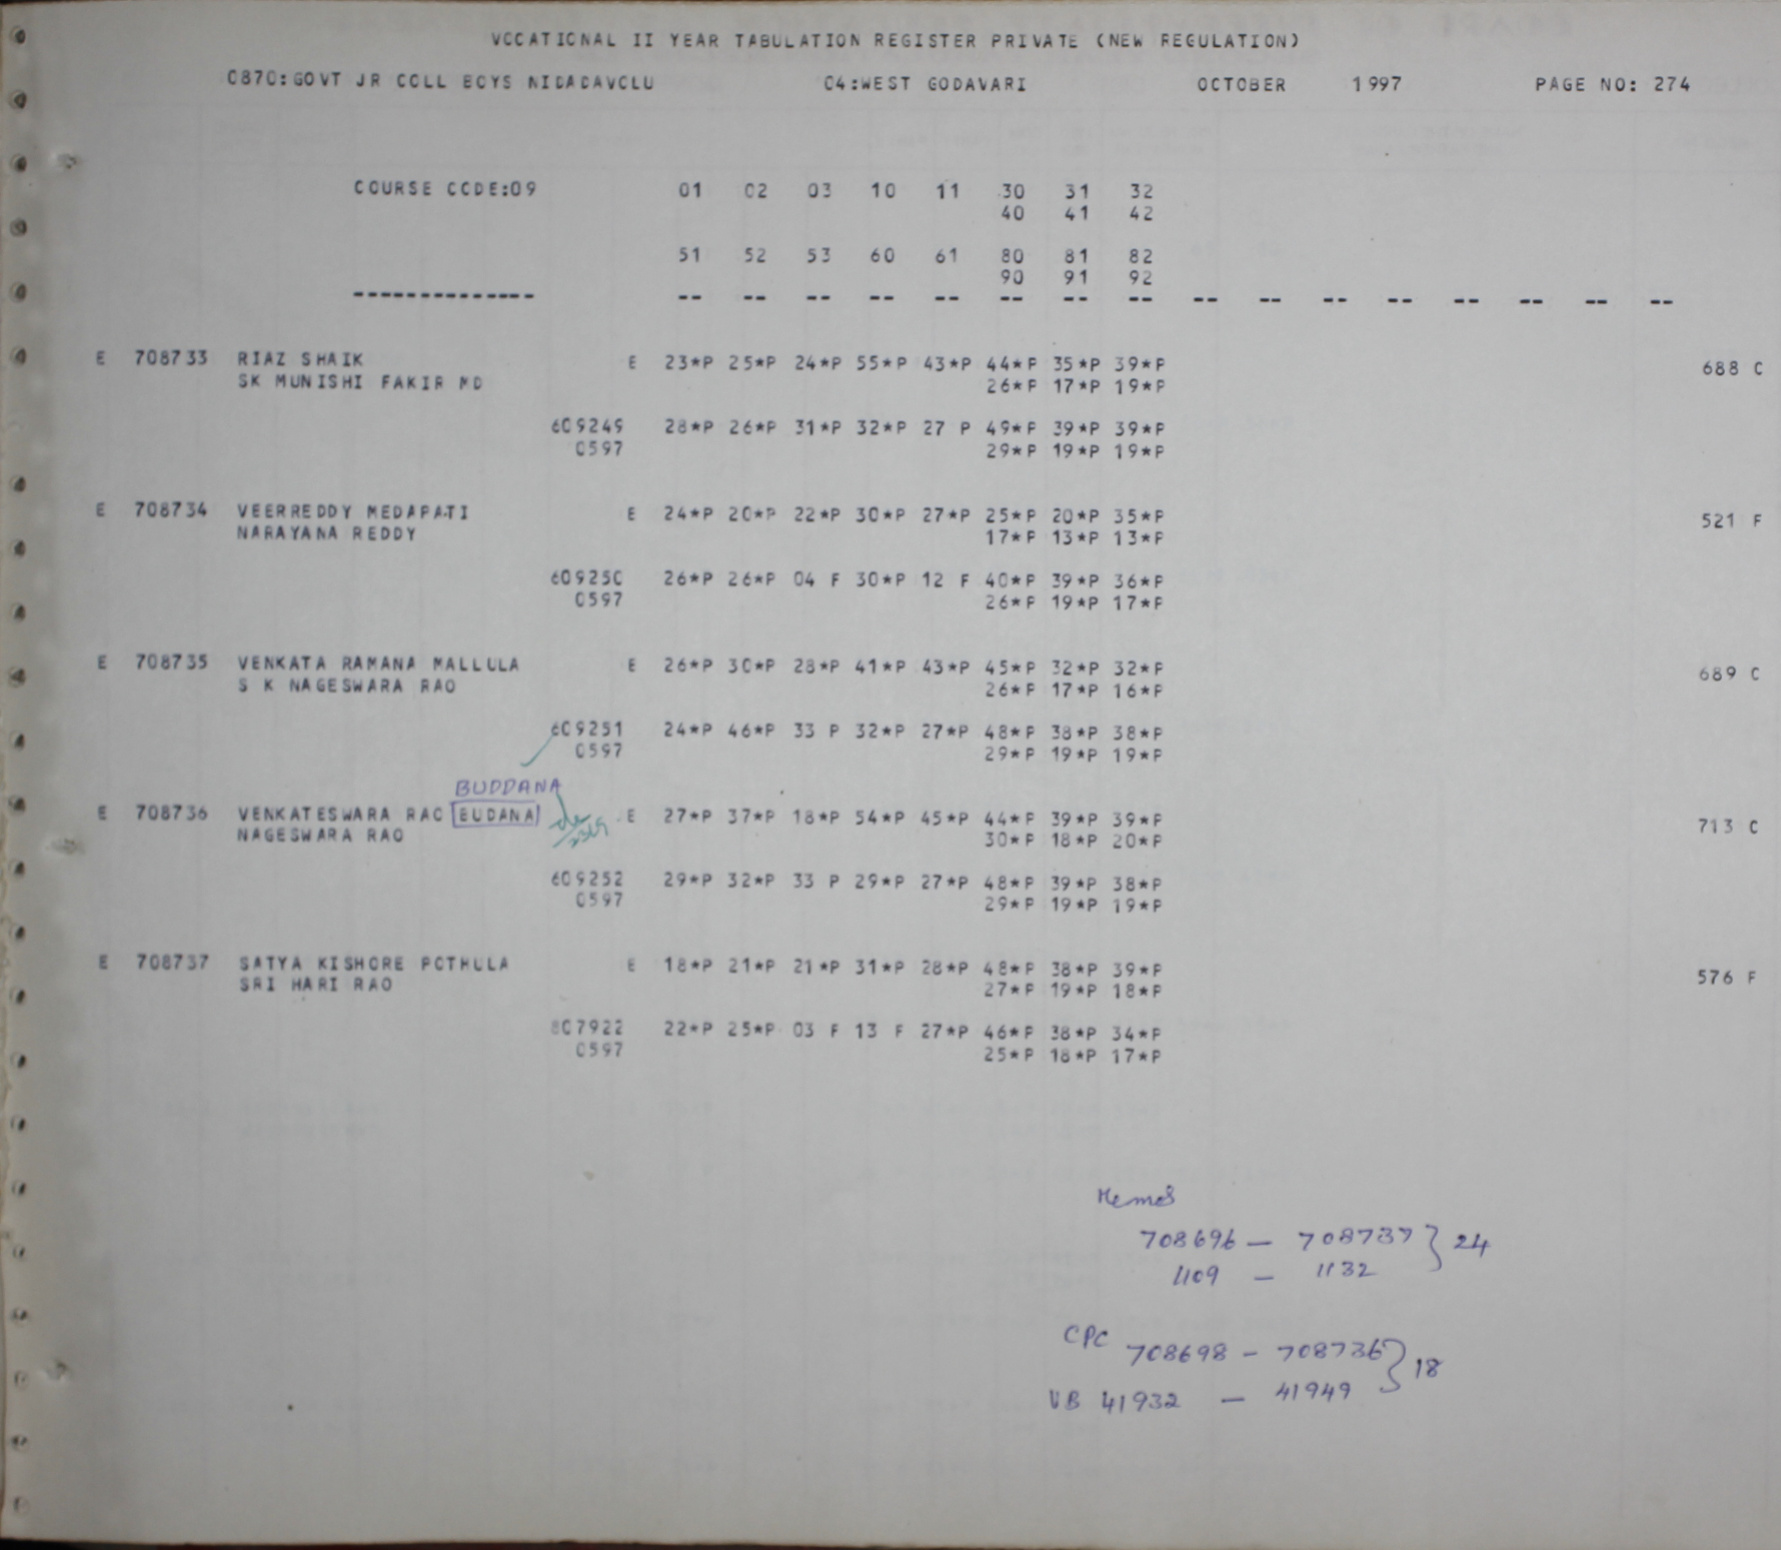 VOCATIONAL II YEAR TABULATION REGISTER PRIVATE (NEW REGULATION)
0870:GOVT JR COLL BOYS NIDADAVOLU 04:WEST GODAVARI OCTOBER 1997 PAGE NO: 274
COURSE CODE:09 01 02 03 10 11 30 31 32
40 41 42
51 52 53 60 61 80 81 82
90 91 92
-------------- -- -- -- -- -- -- -- -- -- -- -- -- -- -- -- --
E 708733 RIAZ SHAIK E 23*P 25*P 24*P 55*P 43*P 44*P 35*P 39*P 688 C
SK MUNISHI FAKIR MD 26*P 17*P 19*P
609249 28*P 26*P 31*P 32*P 27 P 49*P 39*P 39*P
0597 29*P 19*P 19*P
E 708734 VEERREDDY MEDAPATI E 24*P 20*P 22*P 30*P 27*P 25*P 20*P 35*P 521 F
NARAYANA REDDY 17*P 13*P 13*P
609250 26*P 26*P 04 F 30*P 12 F 40*P 39*P 36*P
0597 26*P 19*P 17*P
E 708735 VENKATA RAMANA MALLULA E 26*P 30*P 28*P 41*P 43*P 45*P 32*P 32*P 689 C
S K NAGESWARA RAO 26*P 17*P 16*P
609251 24*P 46*P 33 P 32*P 27*P 48*P 38*P 38*P
0597 29*P 19*P 19*P
BUDDANA
E 708736 VENKATESWARA RAO BUDANA E 27*P 37*P 18*P 54*P 45*P 44*P 39*P 39*P 713 C
NAGESWARA RAO 30*P 18*P 20*P
609252 29*P 32*P 33 P 29*P 27*P 48*P 39*P 38*P
0597 29*P 19*P 19*P
E 708737 SATYA KISHORE POTHULA E 18*P 21*P 21*P 31*P 28*P 48*P 38*P 39*P 576 F
SRI HARI RAO 27*P 19*P 18*P
807922 22*P 25*P 03 F 13 F 27*P 46*P 38*P 34*P
0597 25*P 18*P 17*P
Memos
708696 — 708737 } 24
1109 — 1132
CPC 708698 - 708736 } 18
VB 41932 — 41949